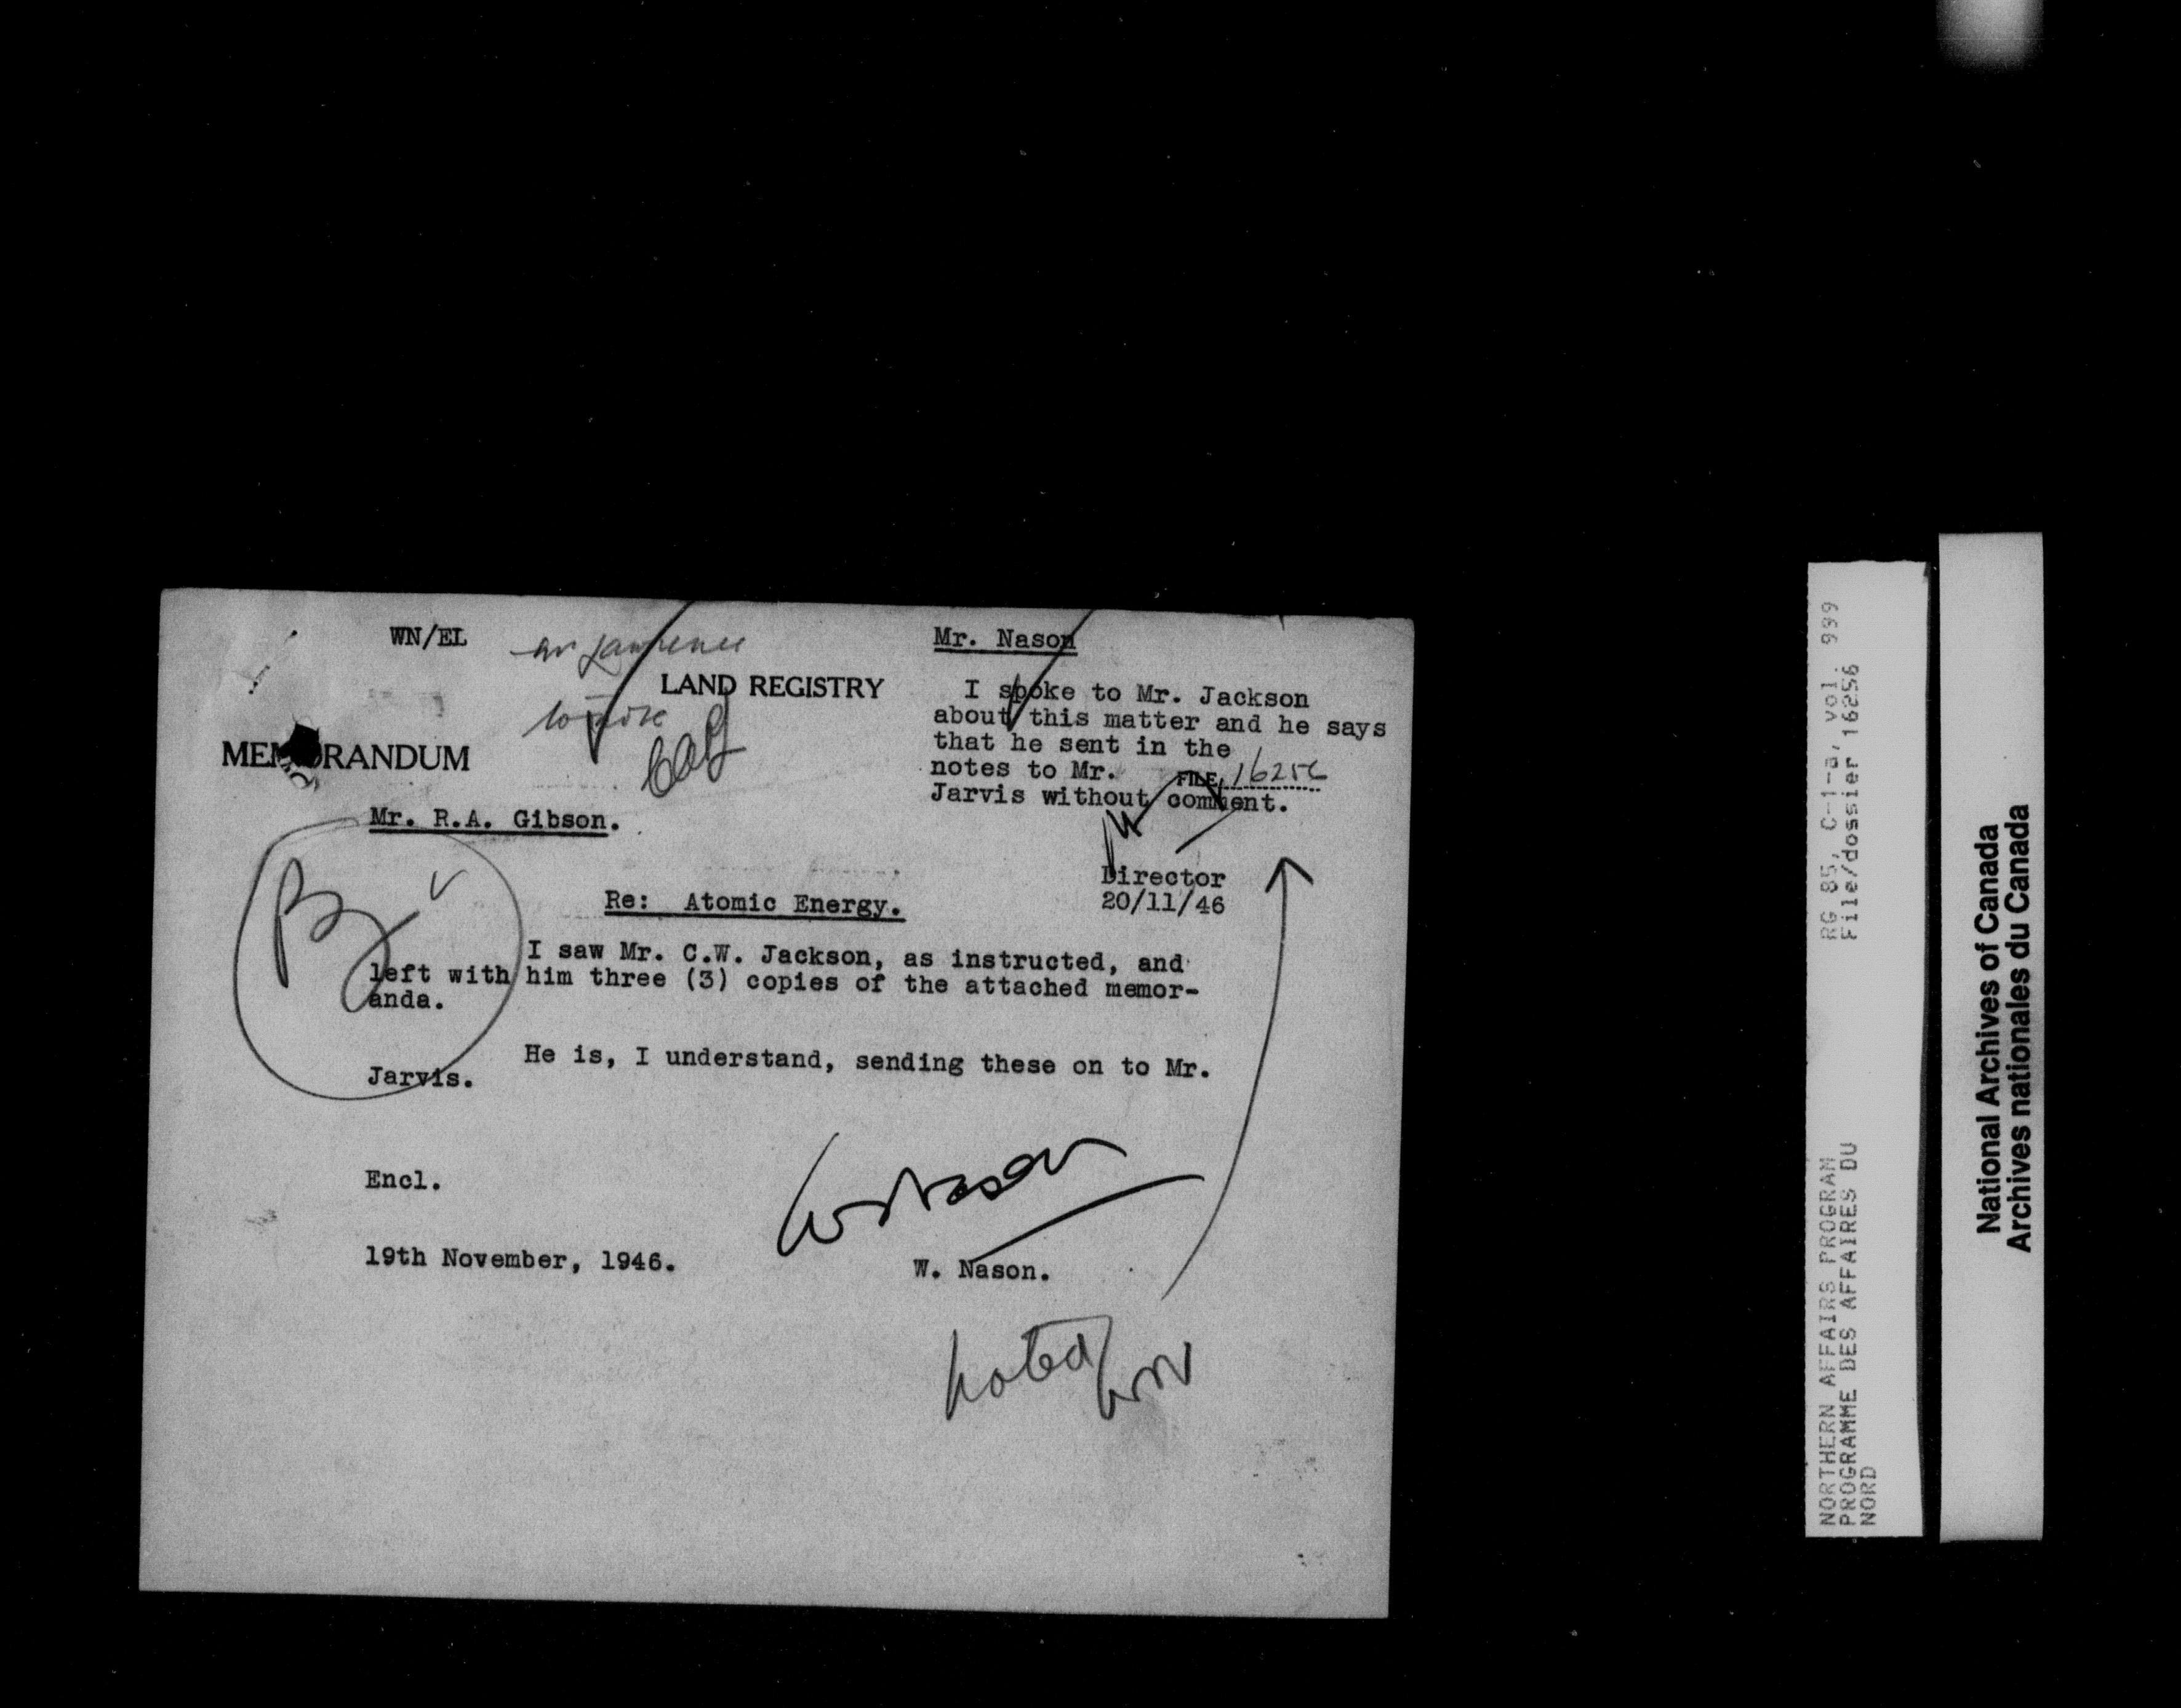 WN/EL
LAND REGISTRY
MEMORANDUM
Mr. Nason
I spoke to Mr. Jackson
about this matter and he says
that he sent in the
notes to Mr.
Jarvis without comment.
FILE 16256
Director
20/11/46
Mr. R.A. Gibson.
Re: Atomic Energy.
I saw Mr. C.W. Jackson, as instructed, and
left with him three (3) copies of the attached memor-
anda.
He is, I understand, sending these on to Mr.
Jarvis.
Encl.
19th November, 1946.
WNason
W. Nason.
Noted WN
RG 85, C-1-a, vol. 999
File/dossier 16256
NORTHERN AFFAIRS PROGRAM
PROGRAMME DES AFFAIRES DU
NORD
National Archives of Canada
Archives nationales du Canada